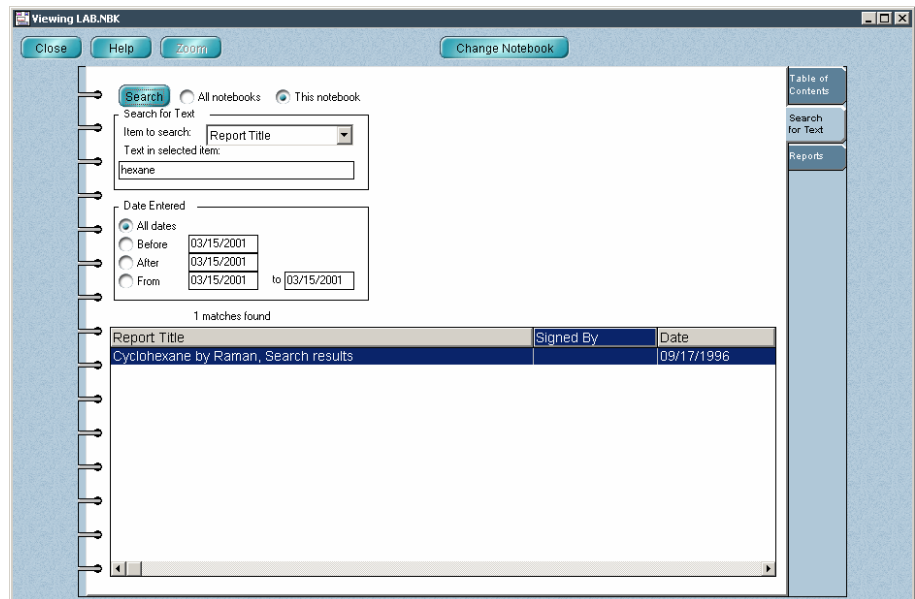 Viewing LAB.NBK
Close Help Zoom Change Notebook
Search All notebooks This notebook
Search for Text
Item to search: Report Title
Text in selected item:
hexane
Date Entered
All dates
Before 03/15/2001
After 03/15/2001
From 03/15/2001 to 03/15/2001
1 matches found
Report Title Signed By Date
Cyclohexane by Raman, Search results 09/17/1996
Table of
Contents
Search
for Text
Reports